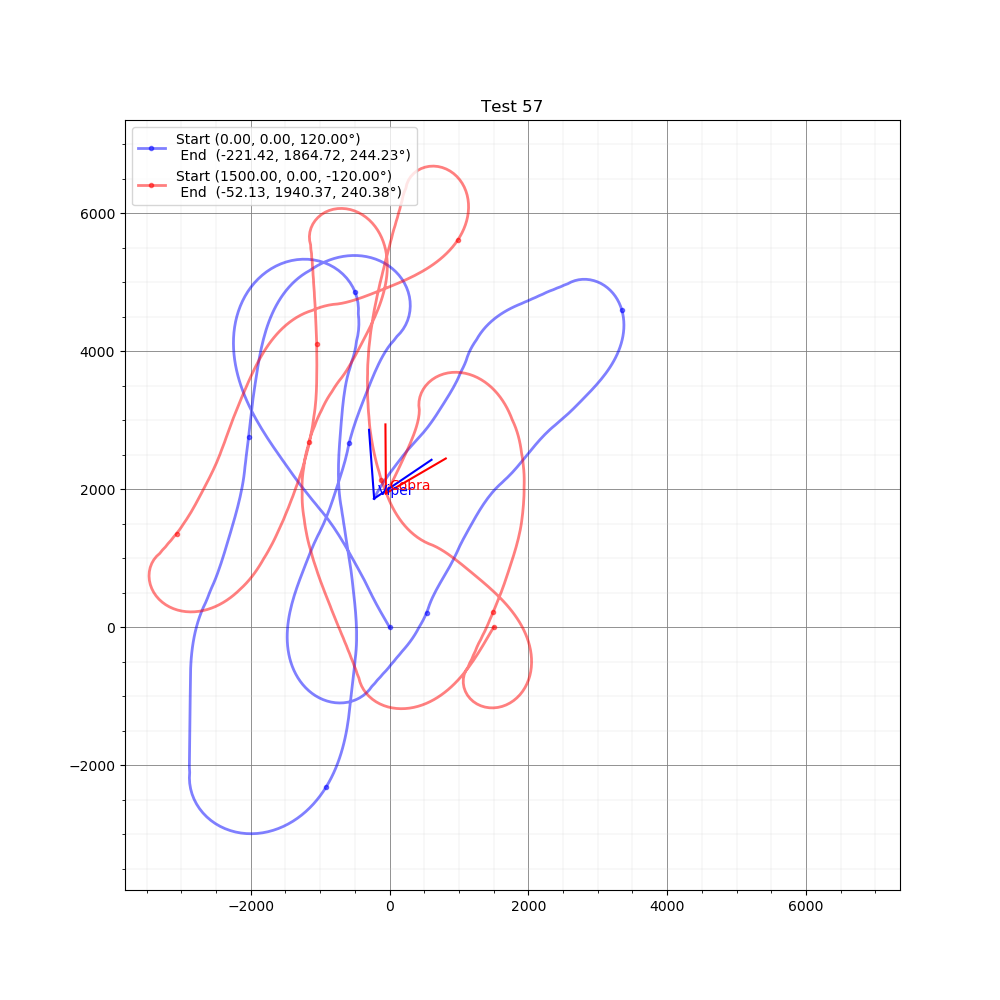 Test 57
Start (0.00, 0.00, 120.00°)
End  (-221.42, 1864.72, 244.23°)
Start (1500.00, 0.00, -120.00°)
End  (-52.13, 1940.37, 240.38°)
6000
4000
2000
0
−2000
Cobra
Viper
−2000 0 2000 4000 6000